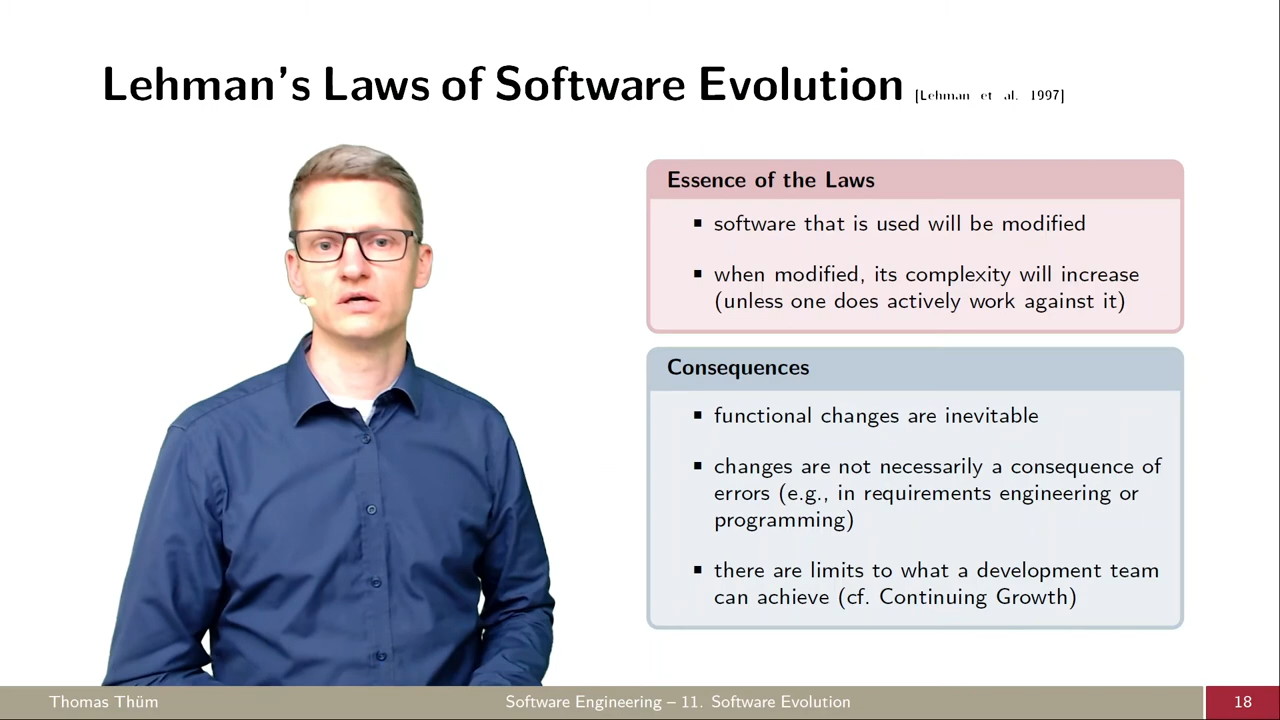 Lehman's Laws of Software Evolution [Lehman et al. 1997]
Essence of the Laws
▪ software that is used will be modified
▪ when modified, its complexity will increase
(unless one does actively work against it)
Consequences
▪ functional changes are inevitable
▪ changes are not necessarily a consequence of
errors (e.g., in requirements engineering or
programming)
▪ there are limits to what a development team
can achieve (cf. Continuing Growth)
Thomas Thüm
Software Engineering – 11. Software Evolution
18